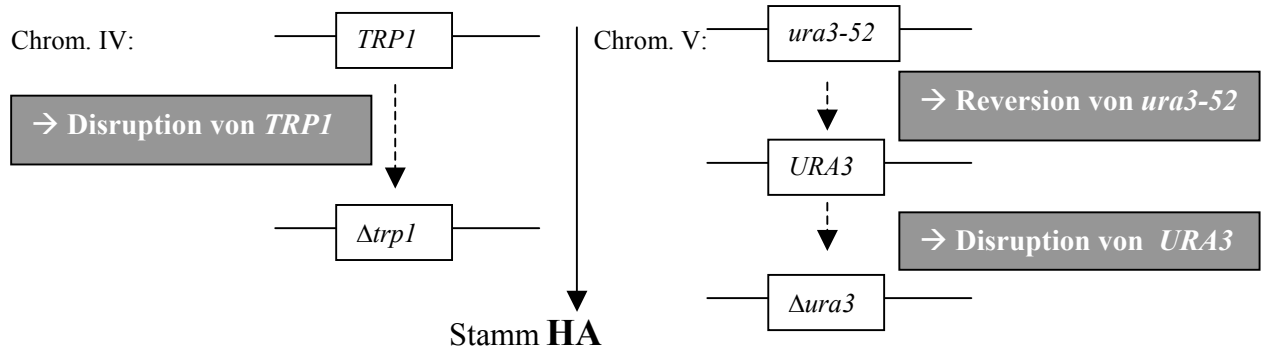 Chrom. IV:
TRP1
→ Disruption von TRP1
Δtrp1
Chrom. V:
ura3-52
→ Reversion von ura3-52
URA3
→ Disruption von URA3
Δura3
Stamm HA